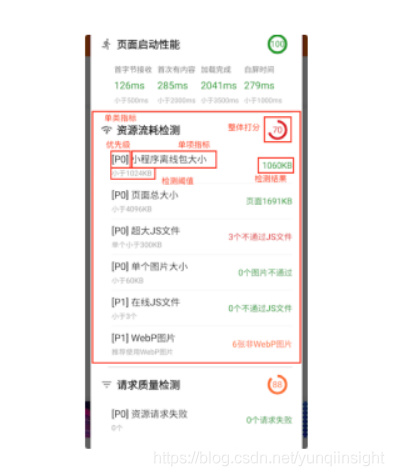 页面启动性能 100
首字节接收 首次有内容 加载完成 白屏时间
126ms 285ms 2041ms 279ms
小于500ms 小于2000ms 小于3500ms 小于1000ms
单类指标
资源流耗检测 整体打分 70
优先级 单项指标
[P0] 小程序离线包大小 1060KB
小于1024KB 检测阈值 检测结果
[P0] 页面总大小 页面1691KB
小于4096KB
[P0] 超大JS文件 3个不通过JS文件
单个小于300KB
[P0] 单个图片大小 0个图片不通过
小于60KB
[P1] 在线JS文件 0个不通过JS文件
小于3个
[P1] WebP图片 6张非WebP图片
推荐使用WebP图片
请求质量检测 88
[P0] 资源请求失败 0个请求失败
0个
https://blog.csdn.net/yunqiinsight